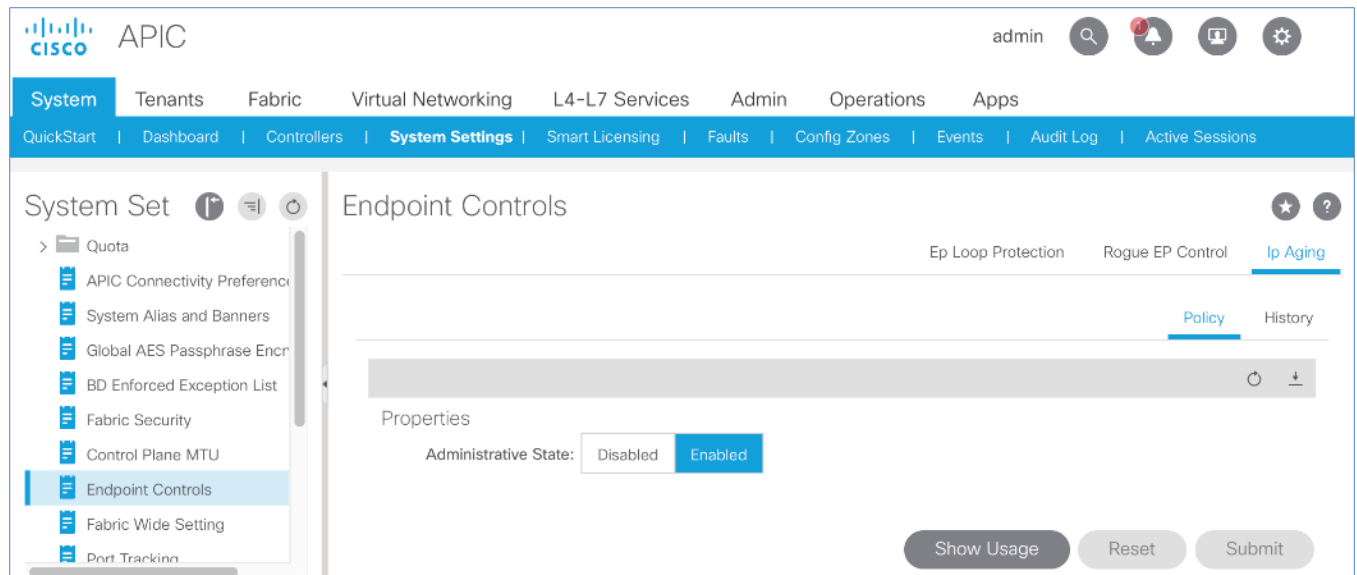 CISCO APIC admin 1
System Tenants Fabric Virtual Networking L4-L7 Services Admin Operations Apps
QuickStart | Dashboard | Controllers | System Settings | Smart Licensing | Faults | Config Zones | Events | Audit Log | Active Sessions
System Set
Quota
APIC Connectivity Preferenc
System Alias and Banners
Global AES Passphrase Encr
BD Enforced Exception List
Fabric Security
Control Plane MTU
Endpoint Controls
Fabric Wide Setting
Port Tracking
Endpoint Controls
Ep Loop Protection Rogue EP Control Ip Aging
Policy History
Properties
Administrative State: Disabled Enabled
Show Usage Reset Submit